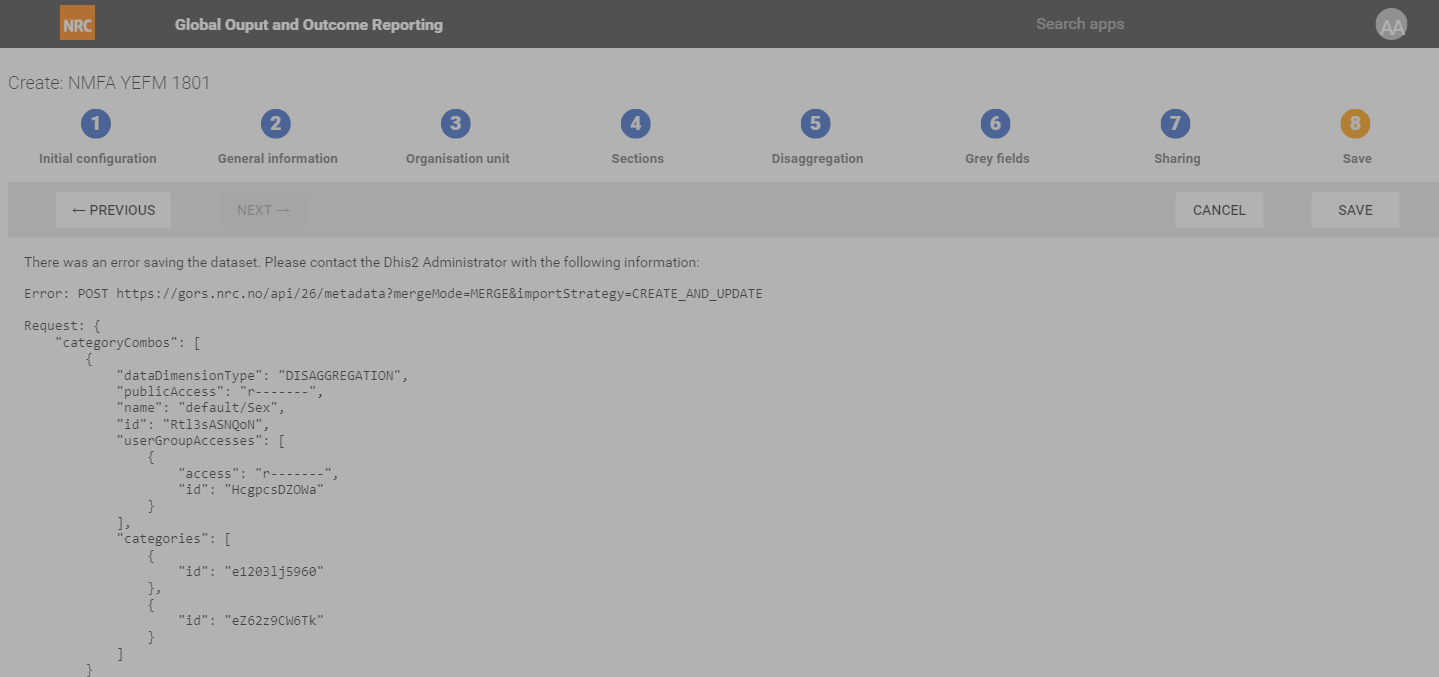 NRC
Global Ouput and Outcome Reporting
Search apps
AA
Create: NMFA YEFM 1801
1
2
3
4
5
6
7
8
Initial configuration
General information
Organisation unit
Sections
Disaggregation
Grey fields
Sharing
Save
← PREVIOUS
NEXT →
CANCEL
SAVE
There was an error saving the dataset. Please contact the Dhis2 Administrator with the following information:
Error: POST https://gors.nrc.no/api/26/metadata?mergeMode=MERGE&importStrategy=CREATE_AND_UPDATE
Request: {
"categoryCombos": [
{
"dataDimensionType": "DISAGGREGATION",
"publicAccess": "r-------",
"name": "default/Sex",
"id": "Rtl3sASNQoN",
"userGroupAccesses": [
{
"access": "r-------",
"id": "HcgpcsDZOWa"
}
],
"categories": [
{
"id": "e1203lj5960"
},
{
"id": "eZ62z9CW6Tk"
}
]
}